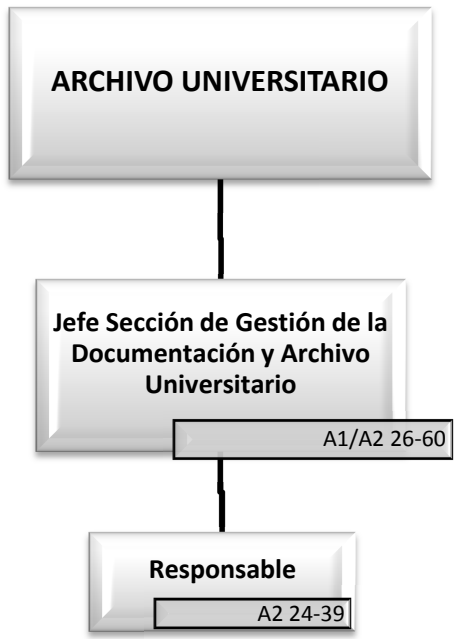 ARCHIVO UNIVERSITARIO
Jefe Sección de Gestión de la
Documentación y Archivo
Universitario
A1/A2 26-60
Responsable
A2 24-39